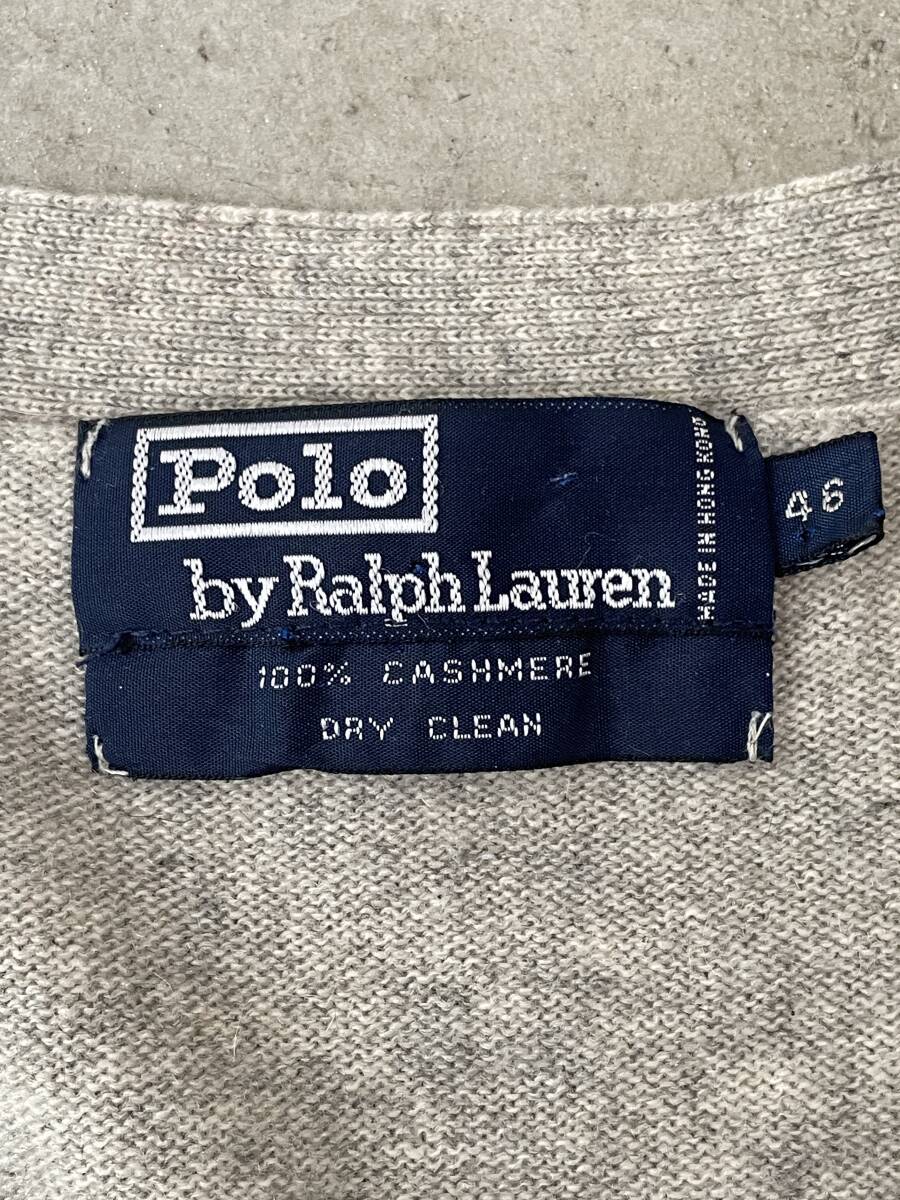 Polo
by Ralph Lauren
MADE IN HONG KONG
46
100% CASHMERE
DRY CLEAN